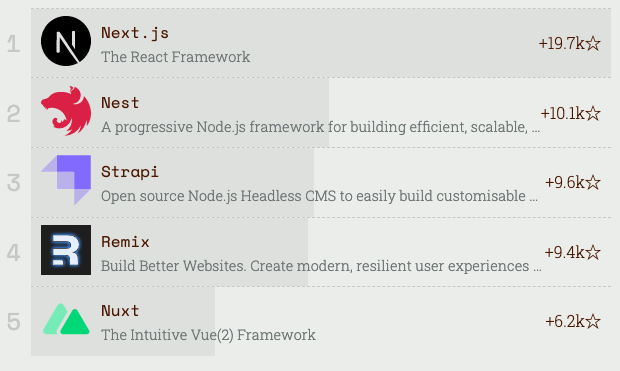 1
Next.js
The React Framework
+19.7k☆
2
Nest
A progressive Node.js framework for building efficient, scalable, ...
+10.1k☆
3
Strapi
Open source Node.js Headless CMS to easily build customisable ...
+9.6k☆
4
Remix
Build Better Websites. Create modern, resilient user experiences ...
+9.4k☆
5
Nuxt
The Intuitive Vue(2) Framework
+6.2k☆